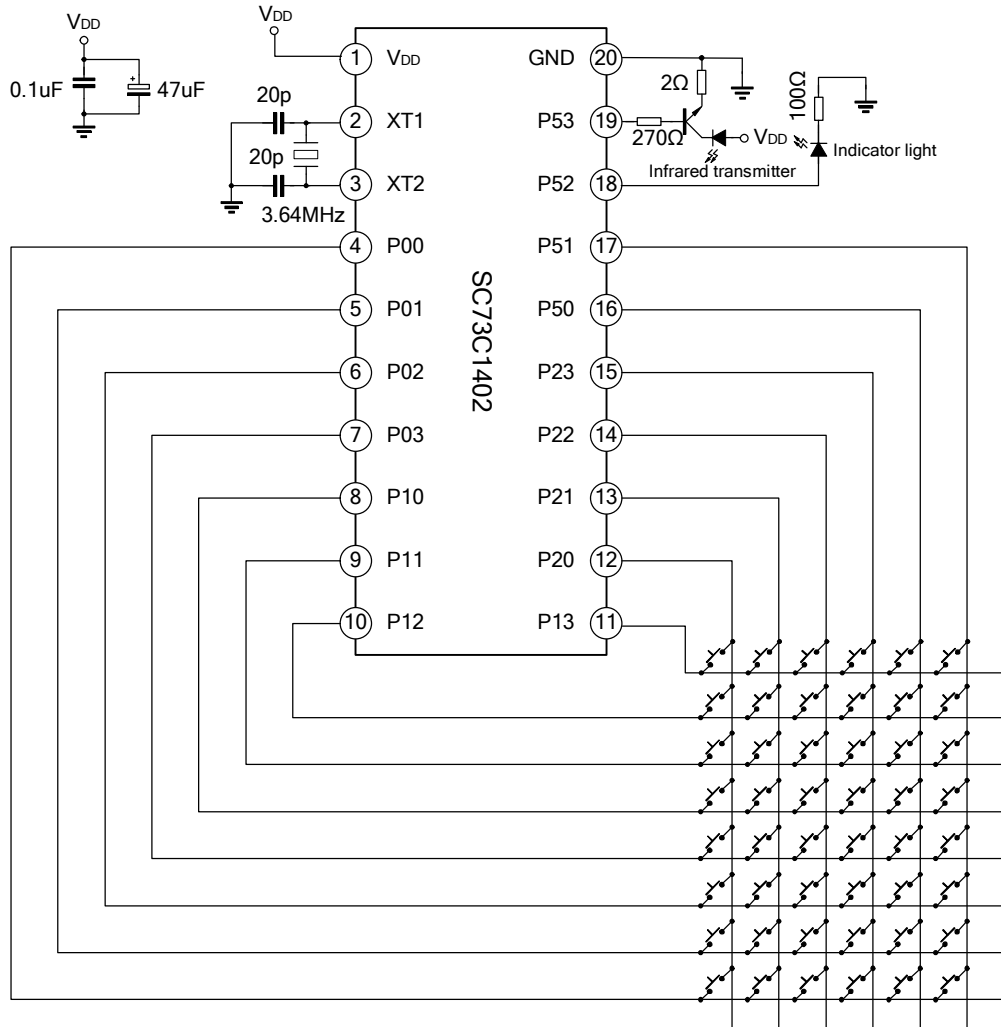 VDD
0.1uF
47uF
VDD
20p
20p
3.64MHz
1 VDD
2 XT1
3 XT2
4 P00
5 P01
6 P02
7 P03
8 P10
9 P11
10 P12
SC73C1402
GND 20
P53 19
P52 18
P51 17
P50 16
P23 15
P22 14
P21 13
P20 12
P13 11
2Ω
270Ω
VDD
Infrared transmitter
100Ω
Indicator light